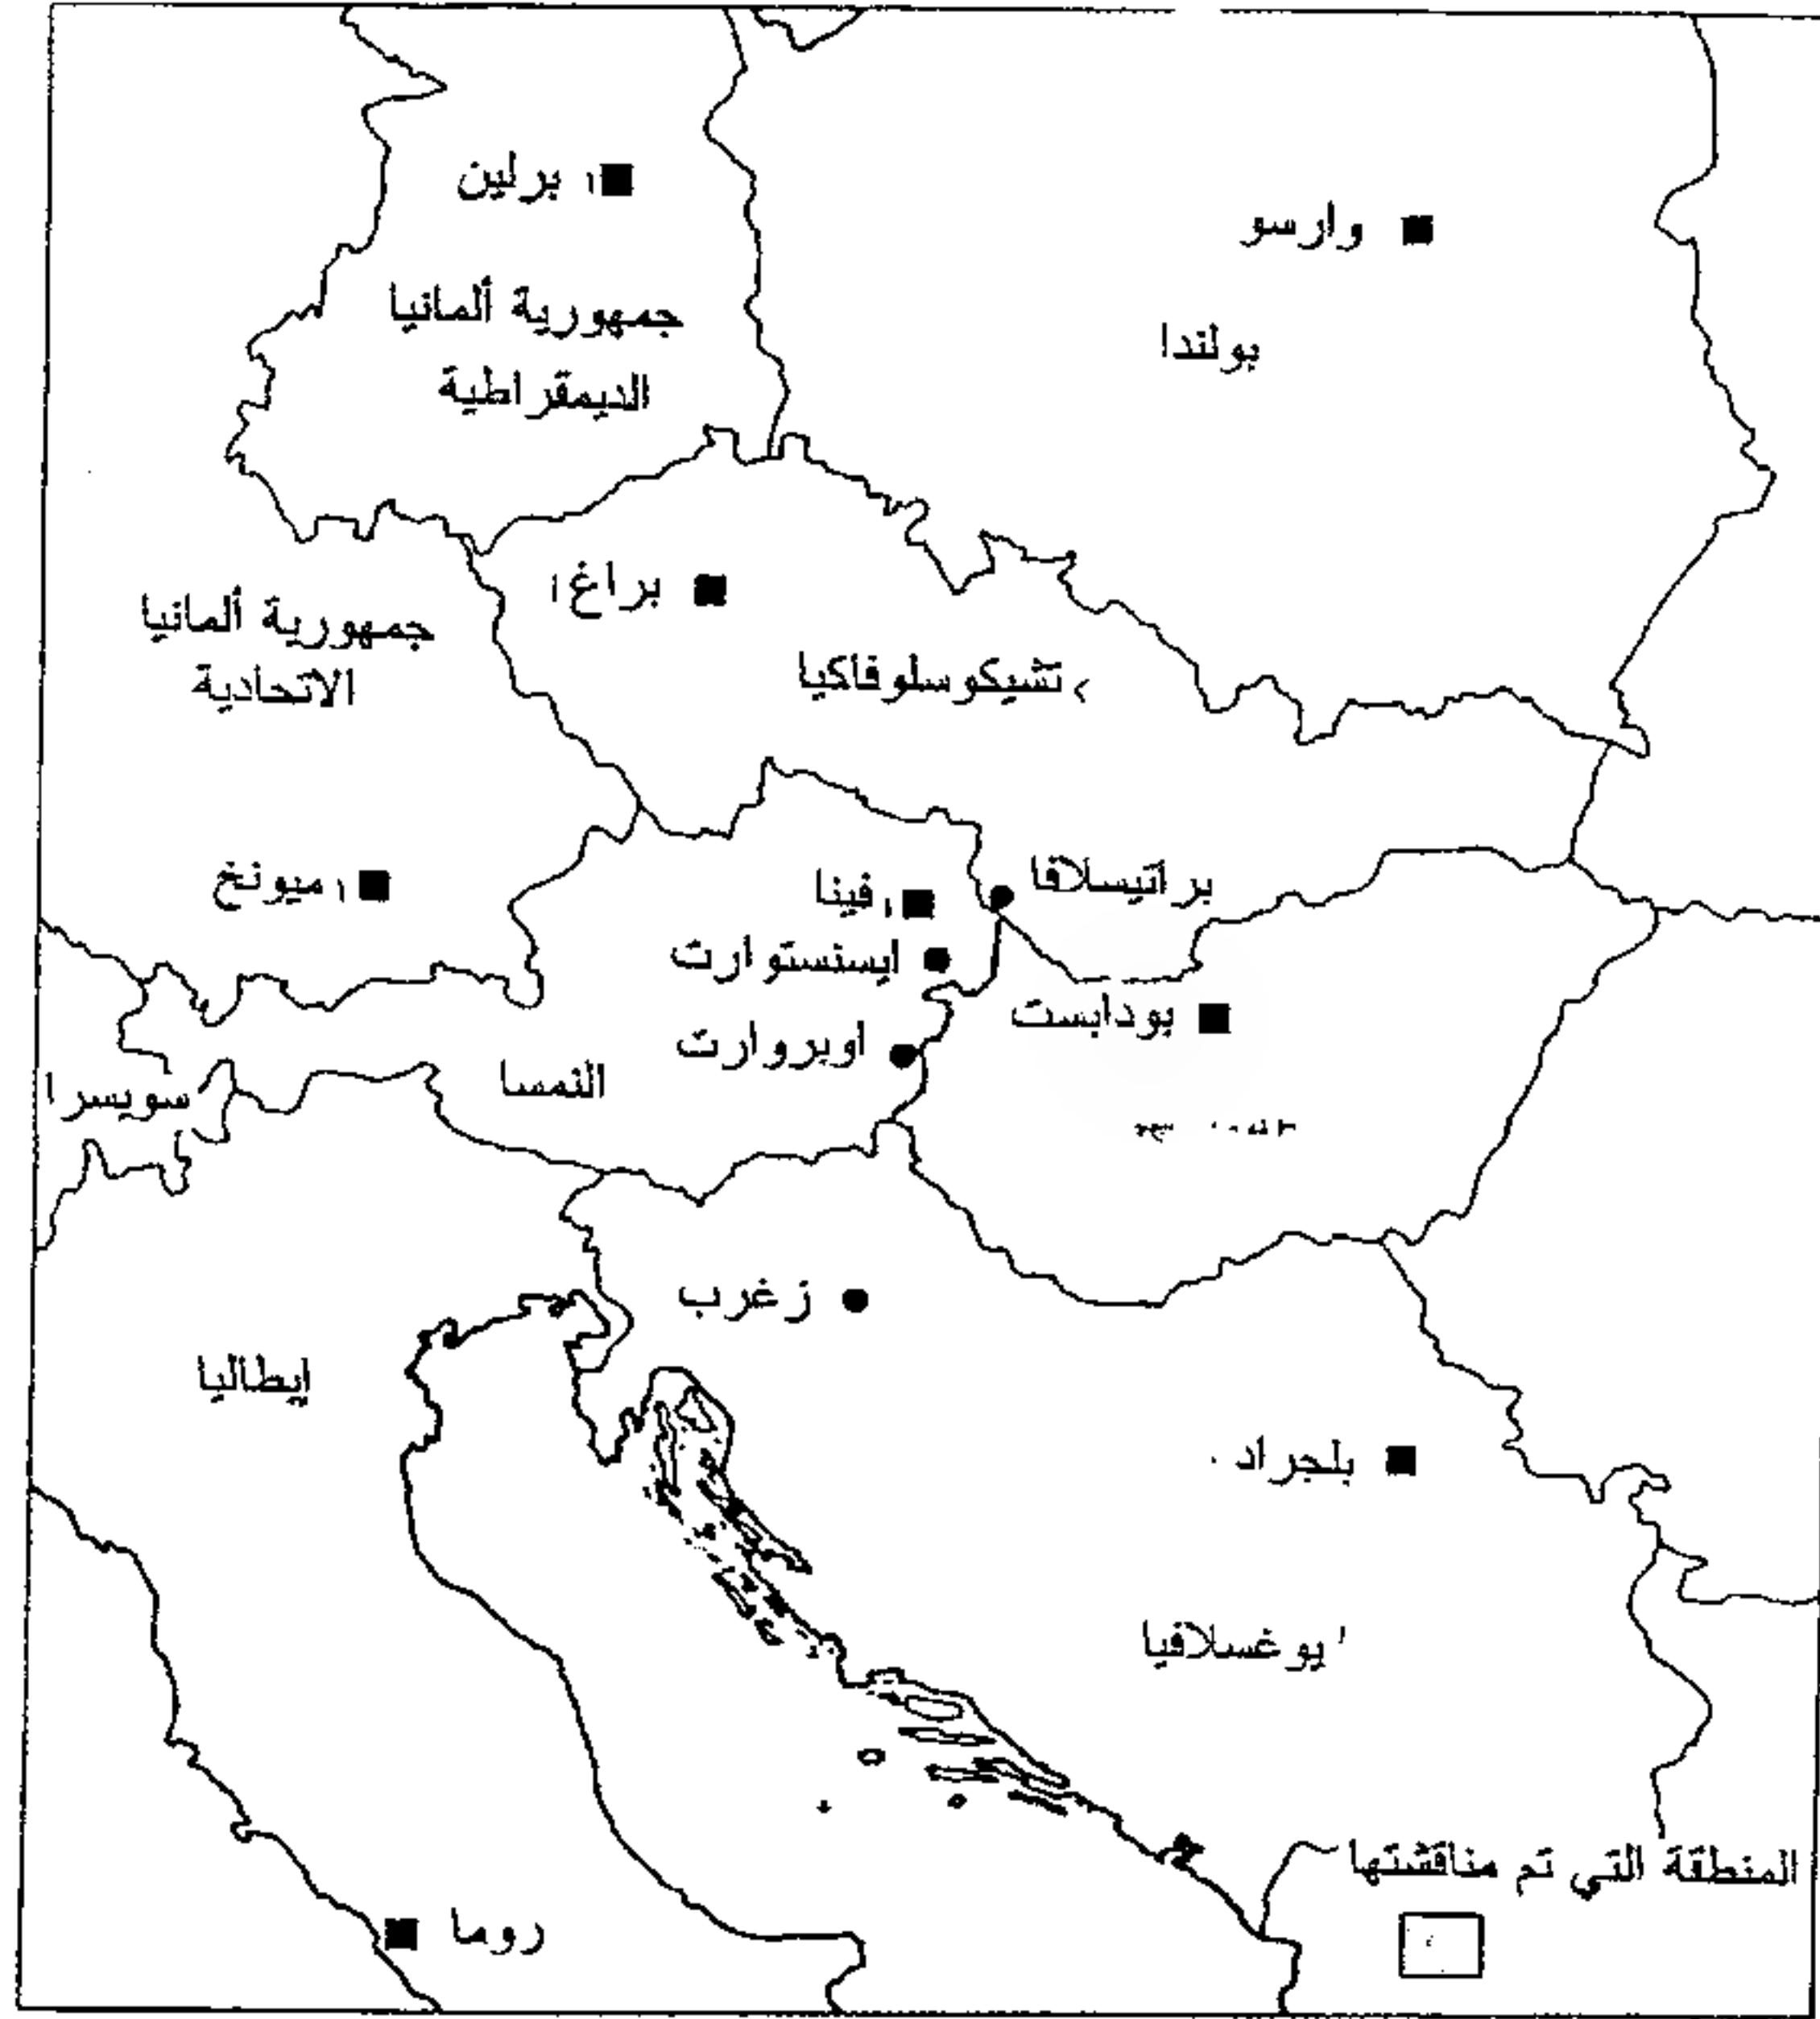 برلين
وارسو
جمهورية ألمانيا
الديمقراطية
بولندا
براغ
جمهورية ألمانيا
الاتحادية
تشيكوسلوفاكيا
ميونخ
فينا
براتيسلافا
ايسنستوارت
بودابست
اوبروارت
النمسا
سويسرا
زغرب
إيطاليا
بلجراد
يوغسلافيا
المنطقة التي تم مناقشتها
روما